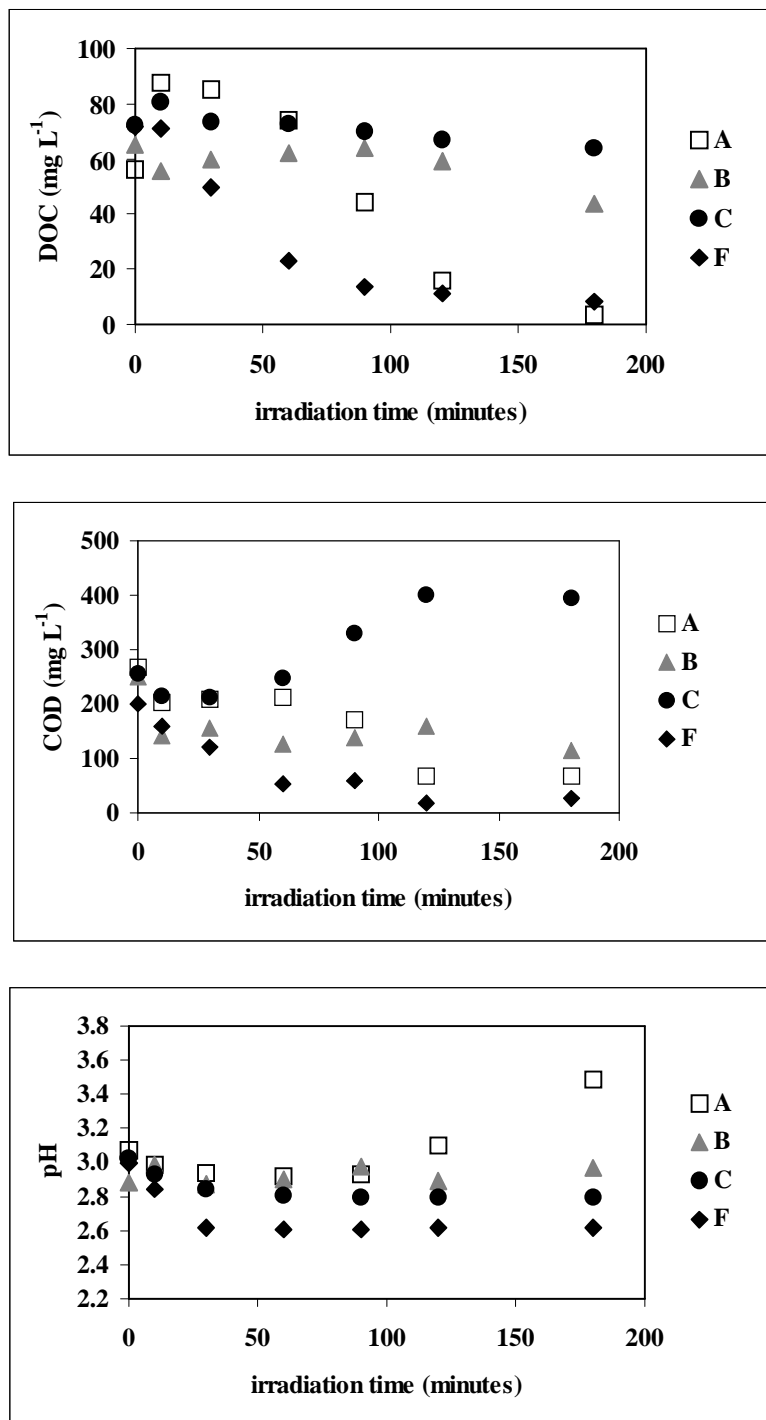 100
80
60
40
20
0
DOC (mg L-1)
0 50 100 150 200
irradiation time (minutes)
A
B
C
F
500
400
300
200
100
0
COD (mg L-1)
0 50 100 150 200
irradiation time (minutes)
A
B
C
F
3.8
3.6
3.4
3.2
3.0
2.8
2.6
2.4
2.2
pH
0 50 100 150 200
irradiation time (minutes)
A
B
C
F